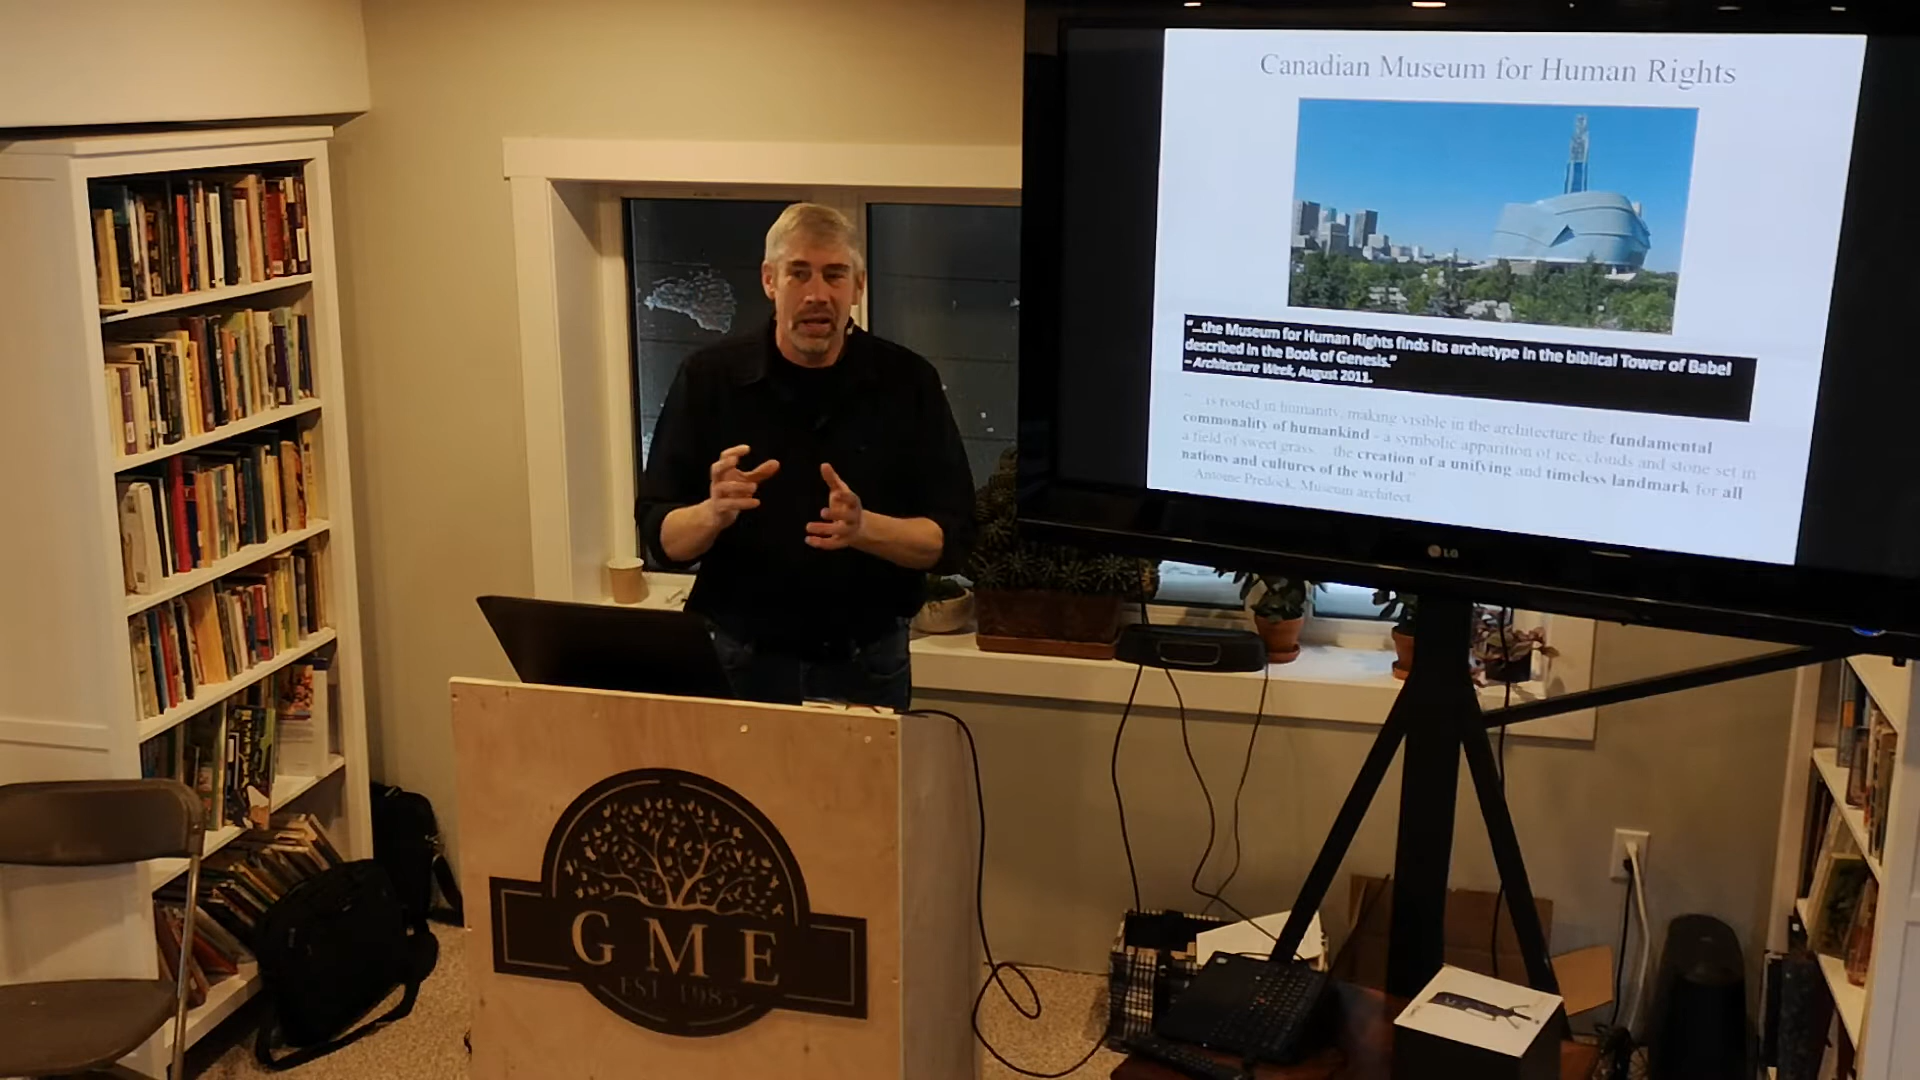 Canadian Museum for Human Rights
"...the Museum for Human Rights finds its archetype in the biblical Tower of Babel
described in the Book of Genesis."
– Architecture Week, August 2011.
"...is rooted in humanity, making visible in the architecture the fundamental
commonality of humankind - a symbolic apparition of ice, clouds and stone set in
a field of sweet grass... the creation of a unifying and timeless landmark for all
nations and cultures of the world."
- Antoine Predock, Museum architect
LG
GME
EST 1985